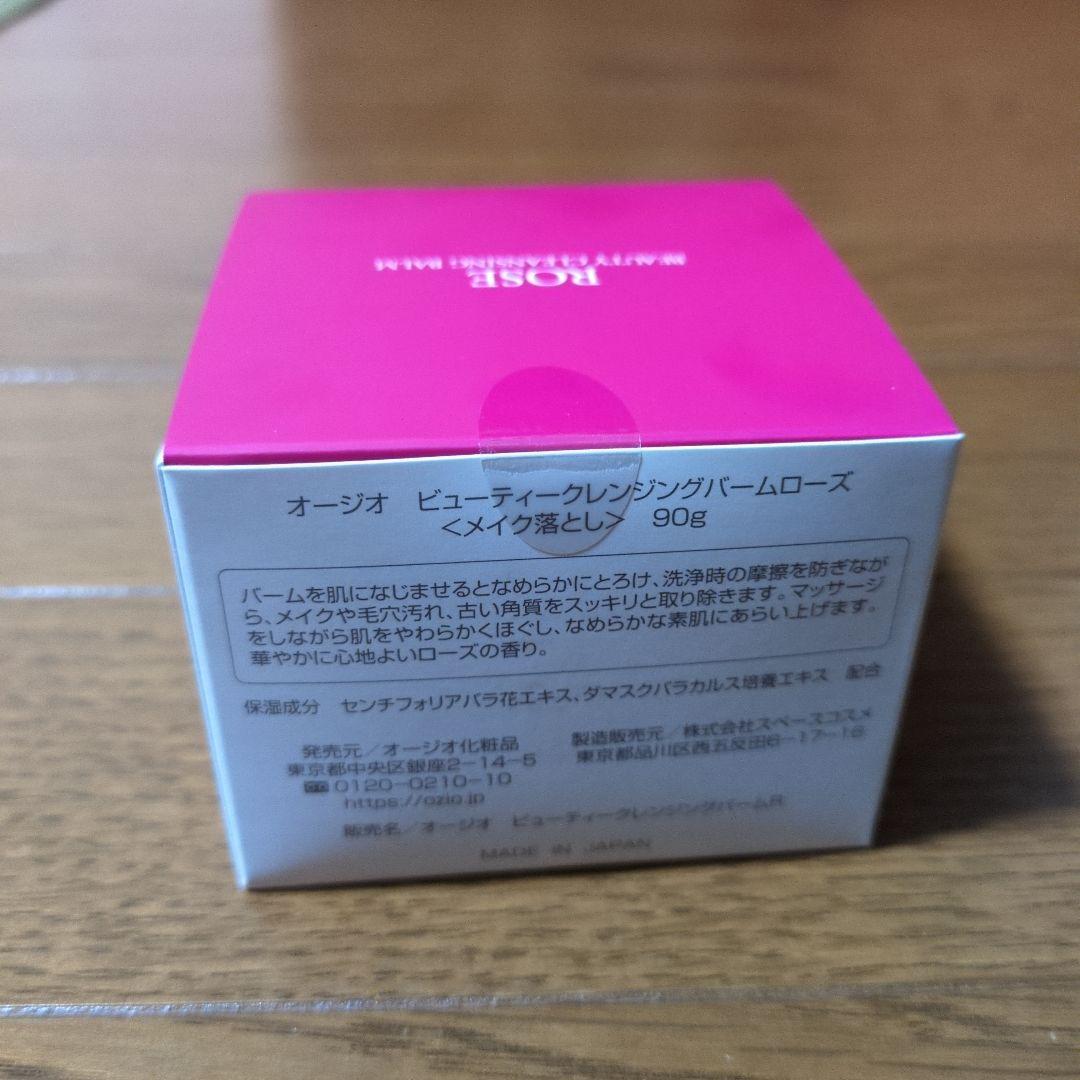 ROSE
BEAUTY CLEANSING BALM
オージオ　ビューティークレンジングバームローズ
<メイク落とし>　90g
バームを肌になじませるとなめらかにとろけ、洗浄時の摩擦を防ぎなが
ら、メイクや毛穴汚れ、古い角質をスッキリと取り除きます。マッサージ
をしながら肌をやわらかくほぐし、なめらかな素肌にあらい上げます。
華やかに心地よいローズの香り。
保湿成分　センチフォリアバラ花エキス、ダマスクバラカルス培養エキス　配合
発売元／オージオ化粧品
東京都中央区銀座2-14-5
0120-0210-10
https://ozio.jp
製造販売元／株式会社スペースコスメ
東京都品川区西五反田6-17-18
販売名／オージオ　ビューティークレンジングバームR
MADE IN JAPAN